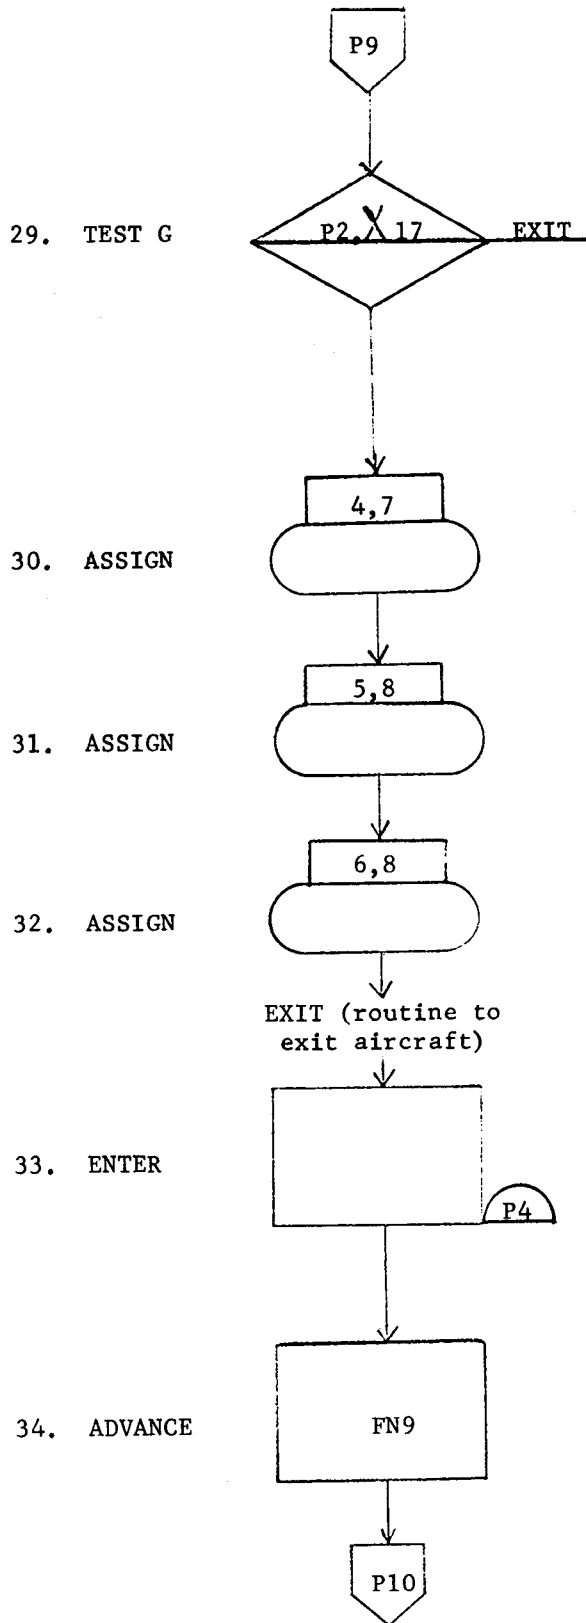 P9
29. TEST G P2, X 17 EXIT
4,7
30. ASSIGN
5,8
31. ASSIGN
6,8
32. ASSIGN
EXIT (routine to
exit aircraft)
33. ENTER
P4
34. ADVANCE FN9
P10